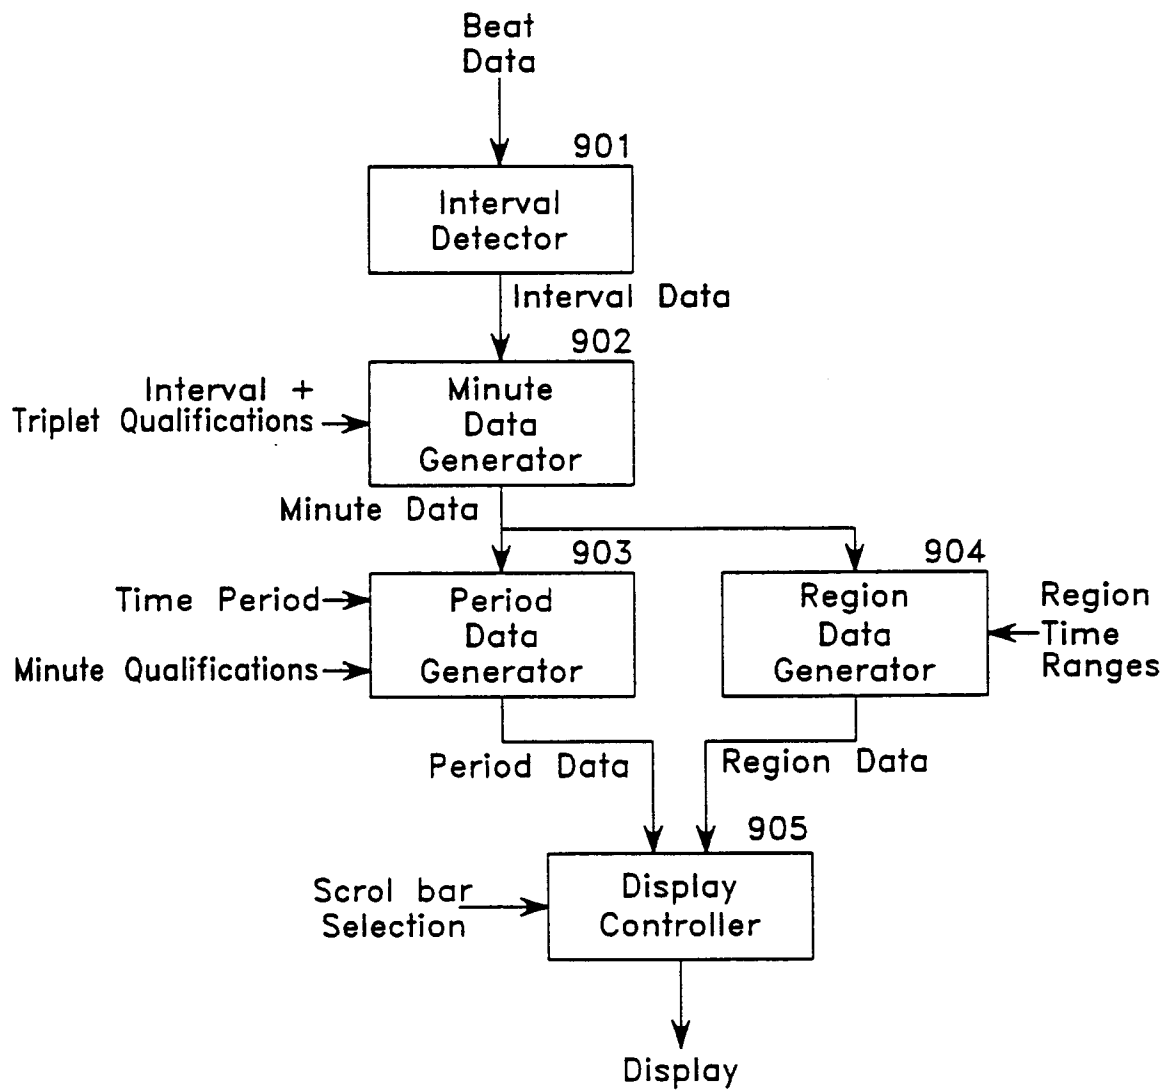 Beat
Data
901
Interval
Detector
Interval Data
902
Interval +
Triplet Qualifications
Minute
Data
Generator
Minute Data
903
904
Time Period
Minute Qualifications
Period
Data
Generator
Region
Data
Generator
Region
Time
Ranges
Period Data
Region Data
905
Scrol bar
Selection
Display
Controller
Display